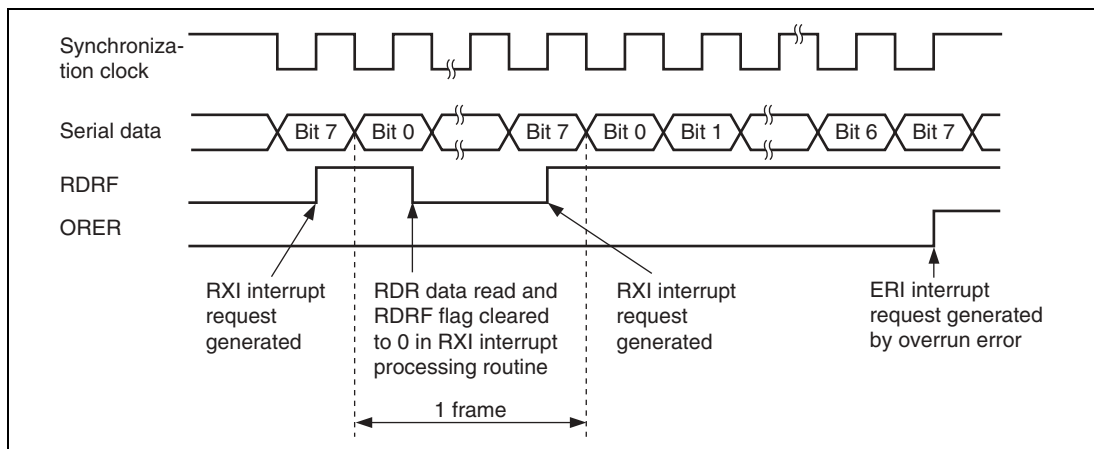 Synchroniza-
tion clock
Serial data
Bit 7 Bit 0 Bit 7 Bit 0 Bit 1 Bit 6 Bit 7
RDRF
ORER
RXI interrupt
request
generated
RDR data read and
RDRF flag cleared
to 0 in RXI interrupt
processing routine
RXI interrupt
request
generated
ERI interrupt
request generated
by overrun error
1 frame